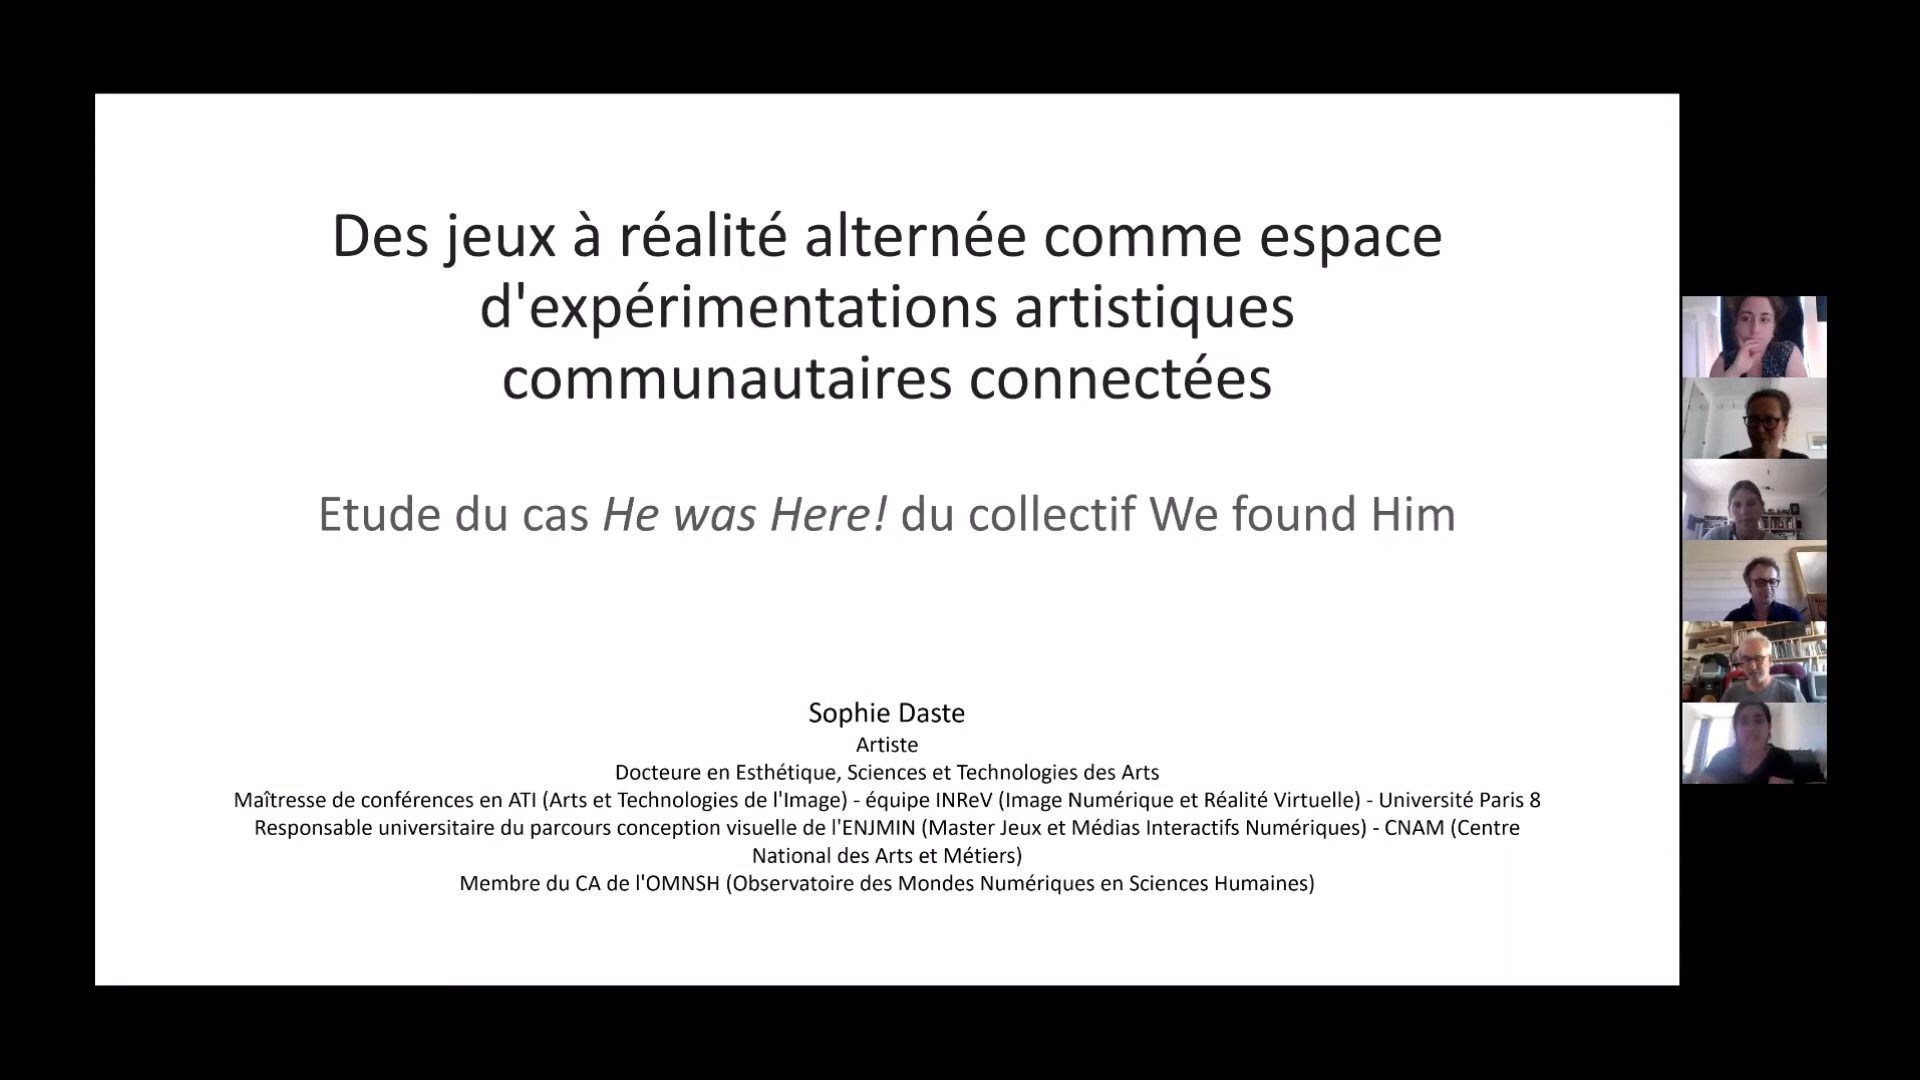 Des jeux à réalité alternée comme espace
d'expérimentations artistiques
communautaires connectées
Etude du cas He was Here! du collectif We found Him
Sophie Daste
Artiste
Docteure en Esthétique, Sciences et Technologies des Arts
Maîtresse de conférences en ATI (Arts et Technologies de l'Image) - équipe INReV (Image Numérique et Réalité Virtuelle) - Université Paris 8
Responsable universitaire du parcours conception visuelle de l'ENJMIN (Master Jeux et Médias Interactifs Numériques) - CNAM (Centre
National des Arts et Métiers)
Membre du CA de l'OMNSH (Observatoire des Mondes Numériques en Sciences Humaines)